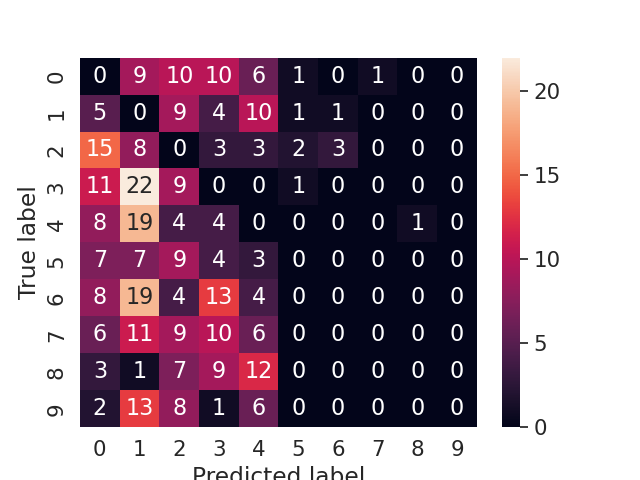 0 0 9 10 10 6 1 0 1 0 0
1 5 0 9 4 10 1 1 0 0 0
2 15 8 0 3 3 2 3 0 0 0
3 11 22 9 0 0 1 0 0 0 0
4 8 19 4 4 0 0 0 0 1 0
5 7 7 9 4 3 0 0 0 0 0
6 8 19 4 13 4 0 0 0 0 0
7 6 11 9 10 6 0 0 0 0 0
8 3 1 7 9 12 0 0 0 0 0
9 2 13 8 1 6 0 0 0 0 0
0 1 2 3 4 5 6 7 8 9
True label
Predicted label
20
15
10
5
0